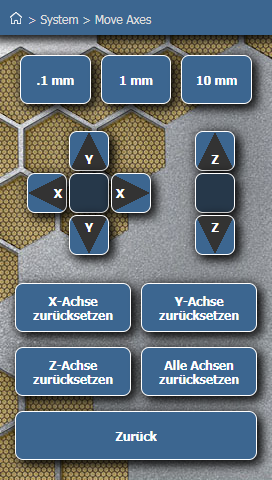 > System > Move Axes
.1 mm
1 mm
10 mm
Y
Z
X
X
Y
Z
X-Achse
zurücksetzen
Y-Achse
zurücksetzen
Z-Achse
zurücksetzen
Alle Achsen
zurücksetzen
Zurück